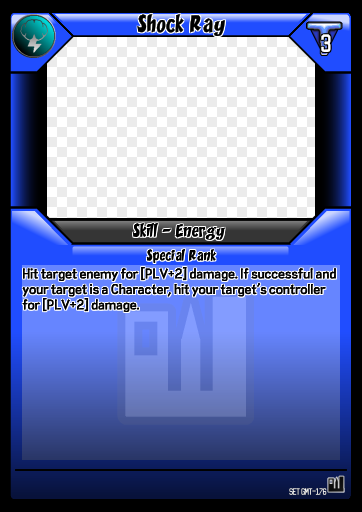 Shock Ray
3
Skill - Energy
Special Rank
Hit target enemy for [PLV+2] damage. If successful and
your target is a Character, hit your target's controller
for [PLV+2] damage.
SET GMT-176